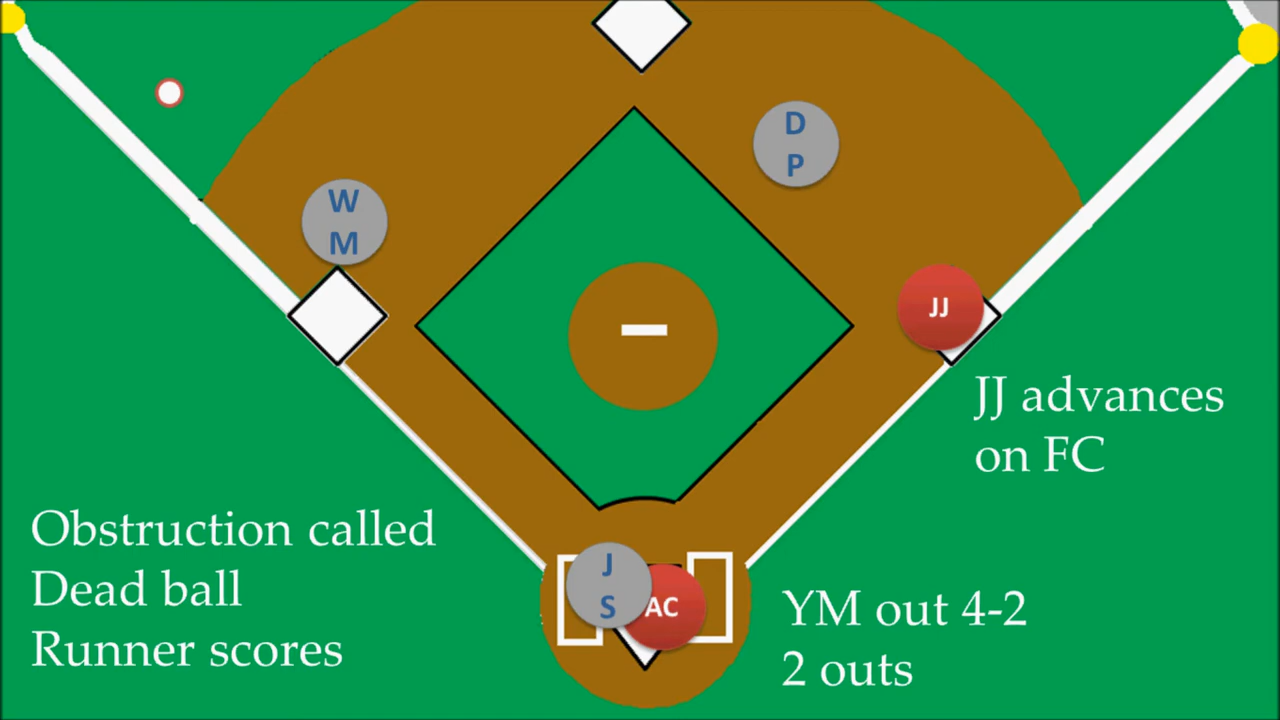 D
P
W
M
JJ
JJ advances
on FC
Obstruction called
Dead ball
Runner scores
J
S
AC
YM out 4-2
2 outs